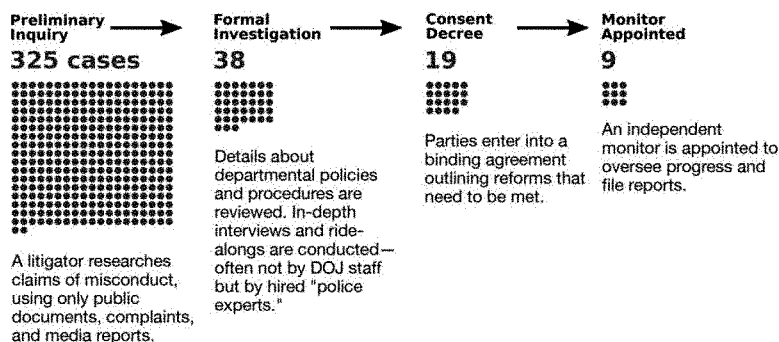 Preliminary
Inquiry
325 cases
A litigator researches
claims of misconduct,
using only public
documents, complaints,
and media reports.
Formal
Investigation
38
Details about
departmental policies
and procedures are
reviewed. In-depth
interviews and ride-
alongs are conducted—
often not by DOJ staff
but by hired "police
experts."
Consent
Decree
19
Parties enter into a
binding agreement
outlining reforms that
need to be met.
Monitor
Appointed
9
An independent
monitor is appointed to
oversee progress and
file reports.